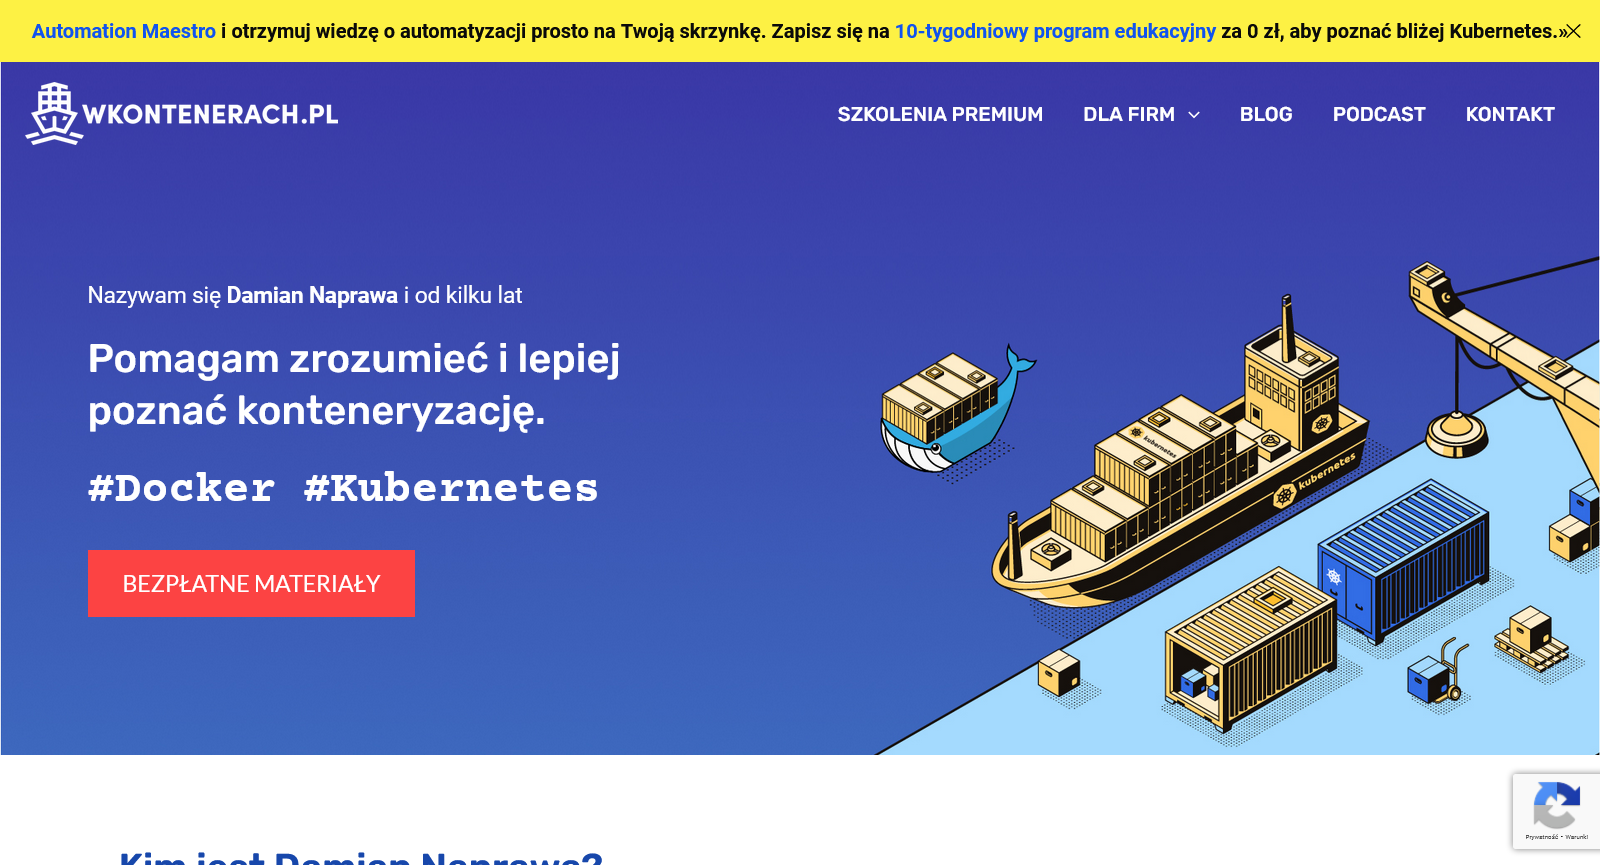 Automation Maestro i otrzymuj wiedzę o automatyzacji prosto na Twoją skrzynkę. Zapisz się na 10-tygodniowy program edukacyjny za 0 zł, aby poznać bliżej Kubernetes.»
WKONTENERACH.PL
SZKOLENIA PREMIUM
DLA FIRM
BLOG
PODCAST
KONTAKT
Nazywam się Damian Naprawa i od kilku lat
Pomagam zrozumieć i lepiej
poznać konteneryzację.
#Docker #Kubernetes
BEZPŁATNE MATERIAŁY
kubernetes
kubernetes
Prywatność • Warunki
Kim jest Damian Naprawa?